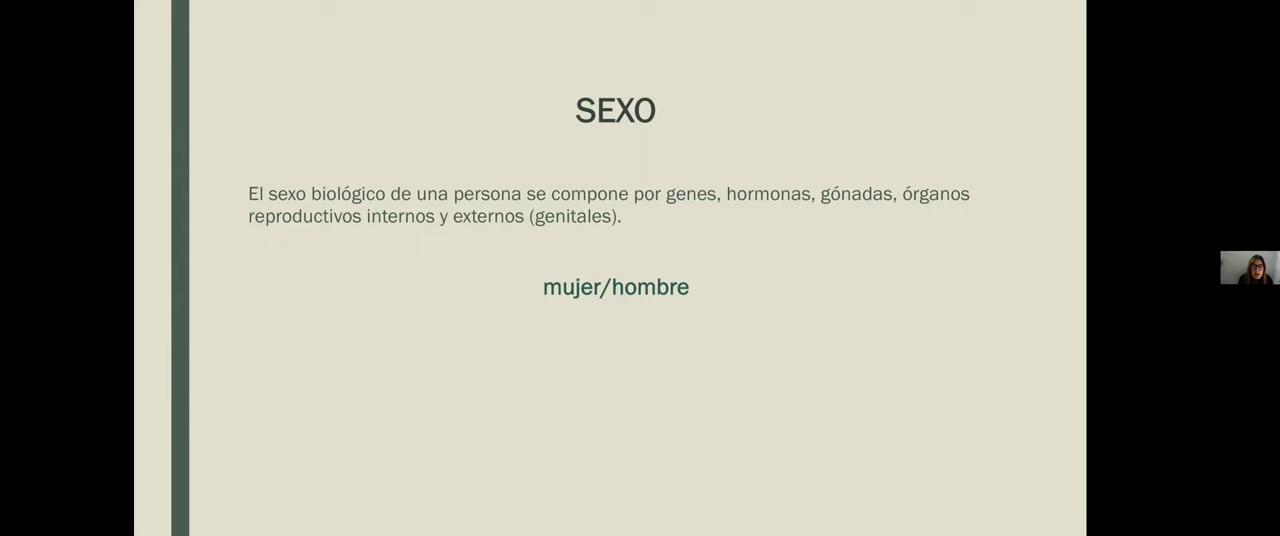 SEXO
El sexo biológico de una persona se compone por genes, hormonas, gónadas, órganos
reproductivos internos y externos (genitales).
mujer/hombre